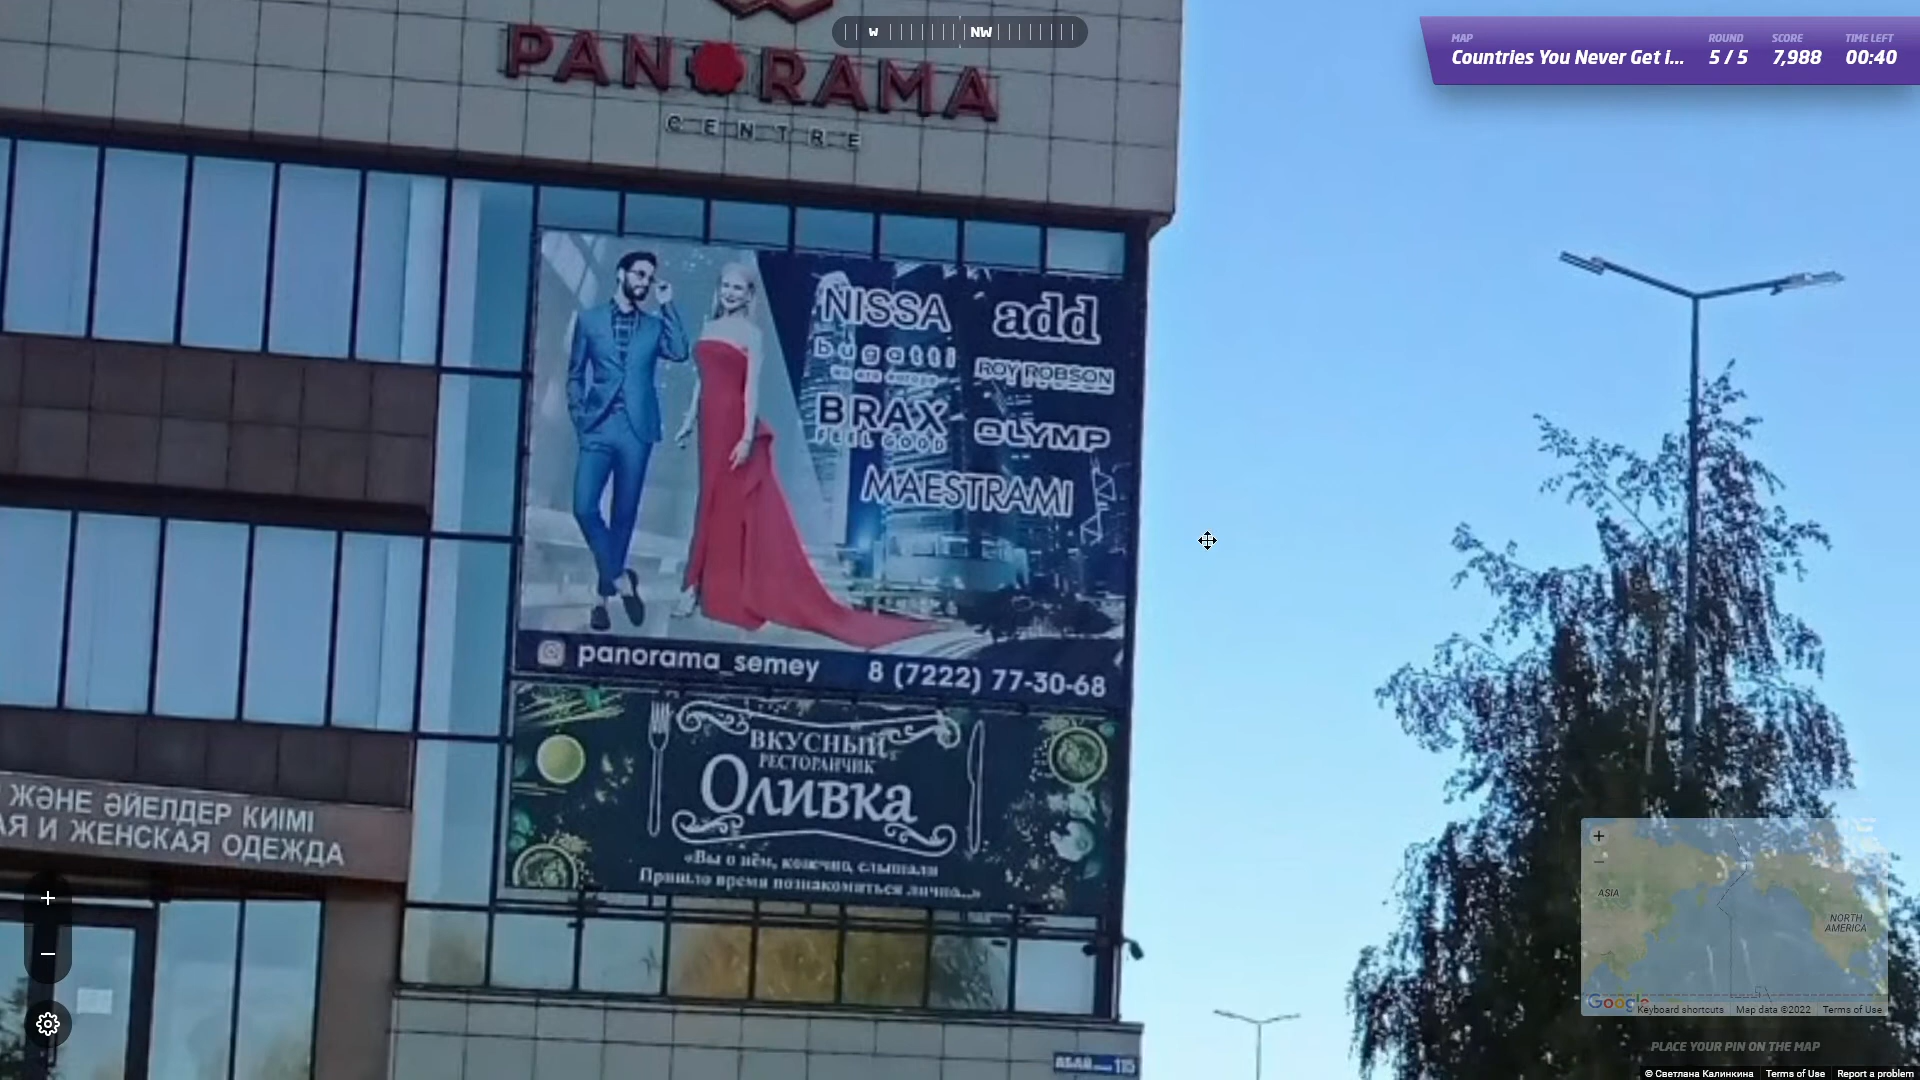 PANORAMA
CENTRE
W NW
MAP ROUND SCORE TIME LEFT
Countries You Never Get i... 5 / 5 7,988 00:40
NISSA add
bugatti ROY ROBSON
we are europe
BRAX OLYMP
FEEL GOOD
MAESTRAMI
panorama_semey 8 (7222) 77-30-68
ВКУСНЫЙ
РЕСТОРАНЧИК
Оливка
«Вы о нём, конечно, слышали
Пришло время познакомиться лично...»
ЖӘНЕ ӘЙЕЛДЕР КИІМІ
АЯ И ЖЕНСКАЯ ОДЕЖДА
115
+
−
+
−
ASIA
NORTH
AMERICA
Google
Keyboard shortcuts Map data ©2022 Terms of Use
PLACE YOUR PIN ON THE MAP
© Светлана Калинкина Terms of Use Report a problem